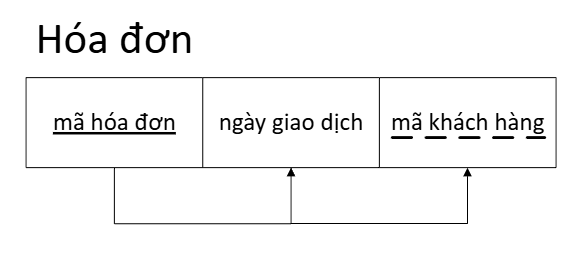 Hóa đơn
mã hóa đơn ngày giao dịch mã khách hàng